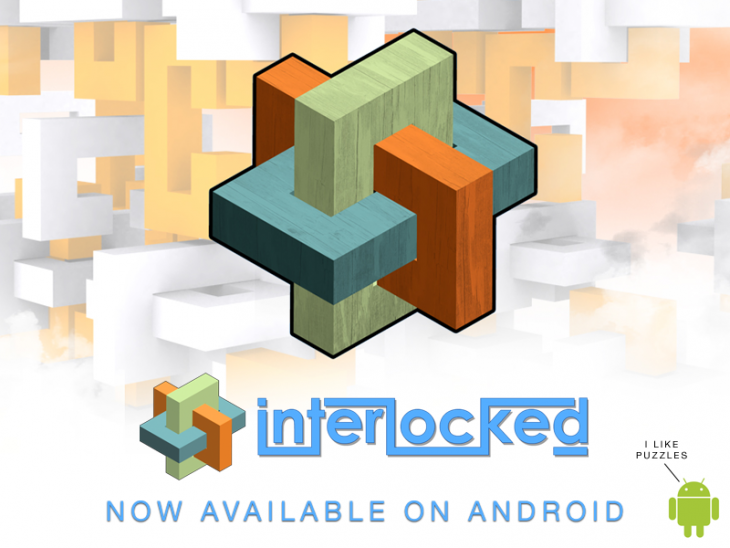 interlocked
I LIKE
PUZZLES
NOW AVAILABLE ON ANDROID